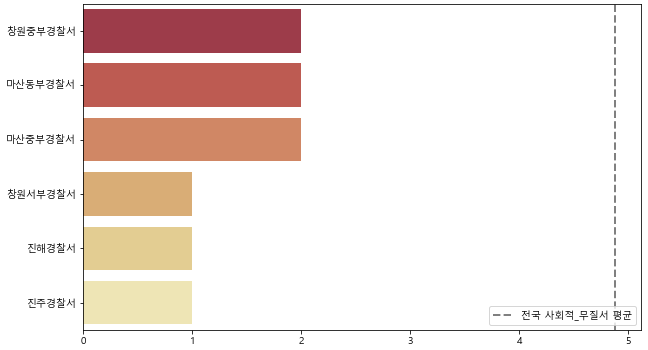 창원중부경찰서
마산동부경찰서
마산중부경찰서
창원서부경찰서
진해경찰서
진주경찰서
전국 사회적_무질서 평균
0 1 2 3 4 5